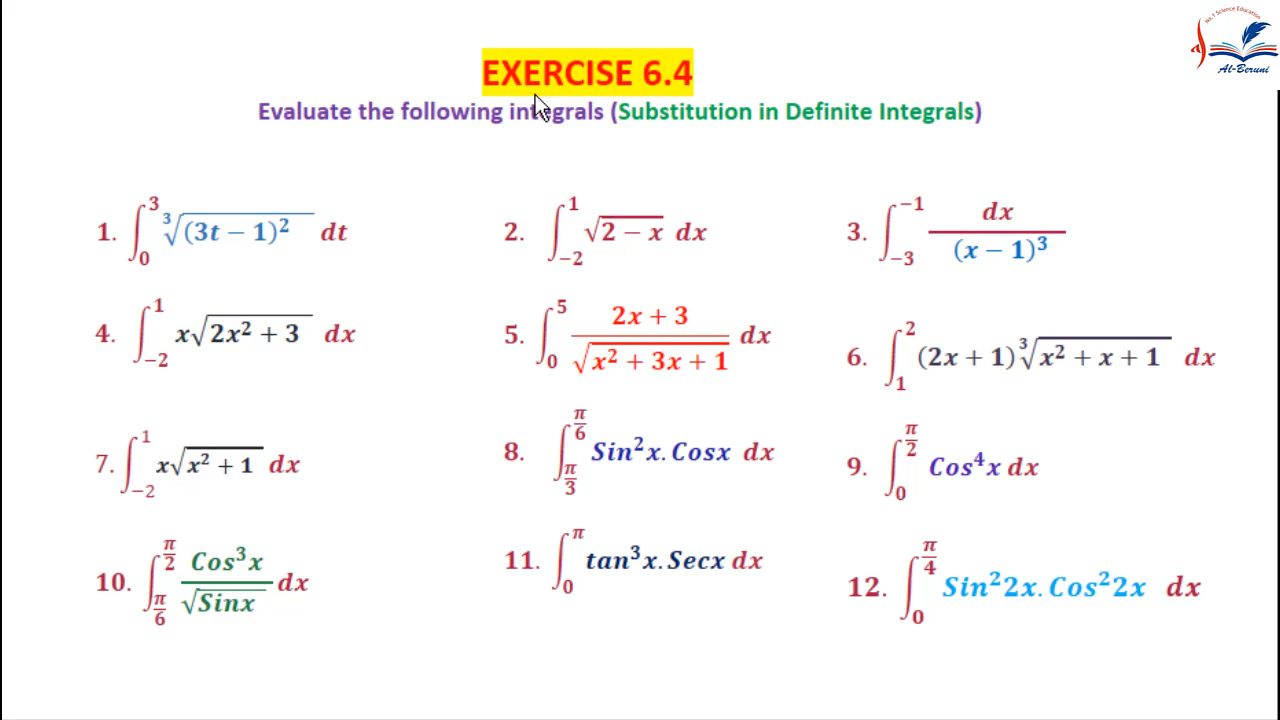 No.1 Science Education
Al-Beruni
EXERCISE 6.4
Evaluate the following integrals (Substitution in Definite Integrals)
1. ∫₀³ ∛((3t − 1)²) dt 2. ∫₋₂¹ √(2 − x) dx 3. ∫₋₃⁻¹ dx/(x − 1)³
4. ∫₋₂¹ x√(2x² + 3) dx 5. ∫₀⁵ (2x + 3)/√(x² + 3x + 1) dx 6. ∫₁² (2x + 1)∛(x² + x + 1) dx
7. ∫₋₂¹ x√(x² + 1) dx 8. ∫_{π/3}^{π/6} Sin²x.Cosx dx 9. ∫₀^{π/2} Cos⁴x dx
10. ∫_{π/6}^{π/2} Cos³x/√Sinx dx 11. ∫₀^π tan³x.Secx dx 12. ∫₀^{π/4} Sin²2x.Cos²2x dx